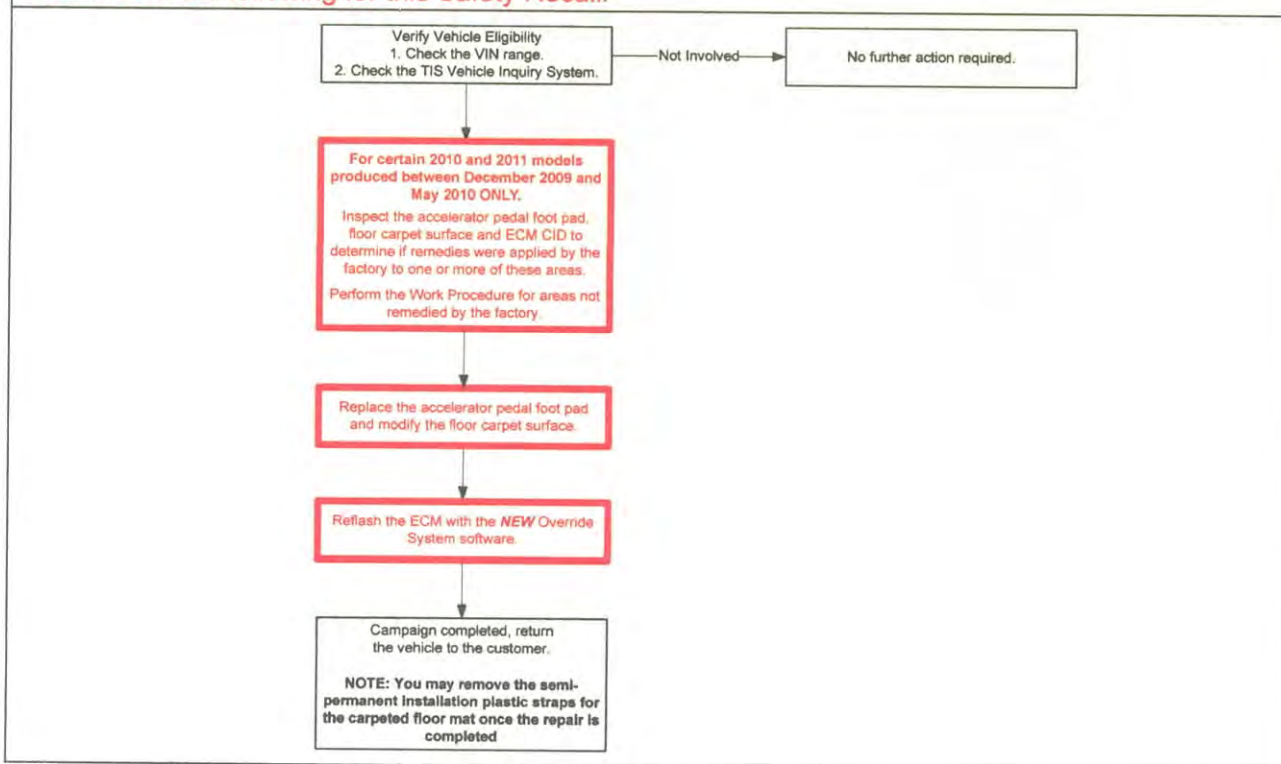 Verify Vehicle Eligibility
1. Check the VIN range.
2. Check the TIS Vehicle Inquiry System.
Not Involved
No further action required.
For certain 2010 and 2011 models
produced between December 2009 and
May 2010 ONLY.
Inspect the accelerator pedal foot pad,
floor carpet surface and ECM CID to
determine if remedies were applied by the
factory to one or more of these areas.
Perform the Work Procedure for areas not
remedied by the factory.
Replace the accelerator pedal foot pad
and modify the floor carpet surface.
Reflash the ECM with the NEW Override
System software.
Campaign completed, return
the vehicle to the customer.
NOTE: You may remove the semi-
permanent installation plastic straps for
the carpeted floor mat once the repair is
completed